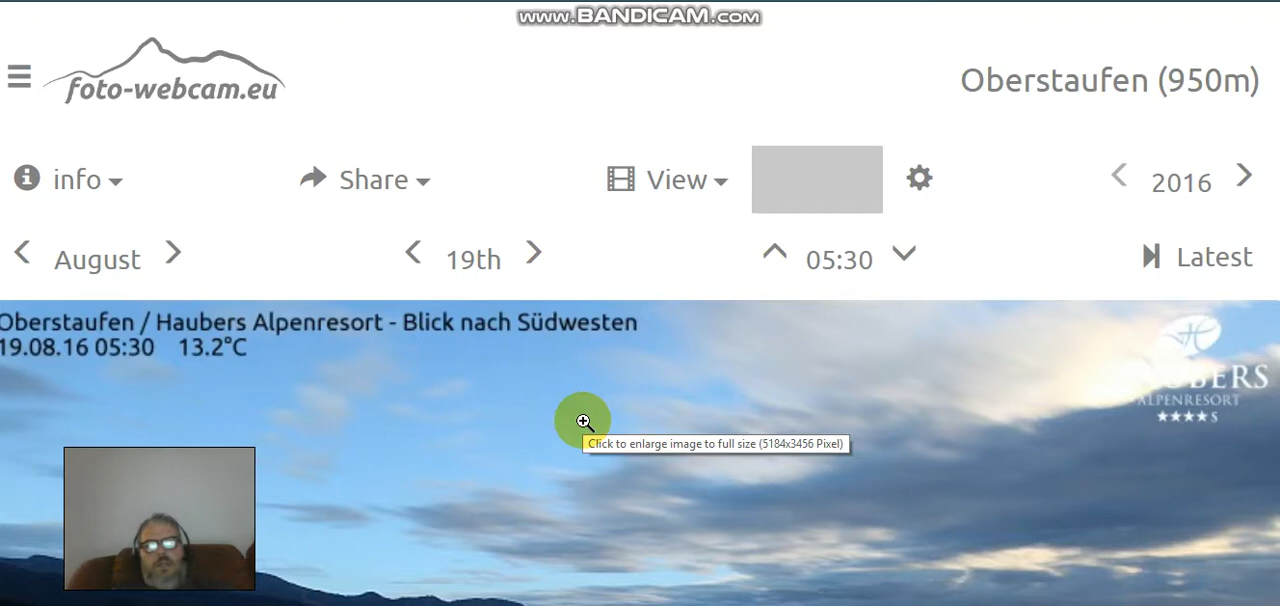 www.BANDICAM.com
foto-webcam.eu
Oberstaufen (950m)
info
Share
View
2016
August
19th
05:30
Latest
Oberstaufen / Haubers Alpenresort - Blick nach Südwesten
19.08.16 05:30 13.2°C
ALPENRESORT
S
Click to enlarge image to full size (5184x3456 Pixel)